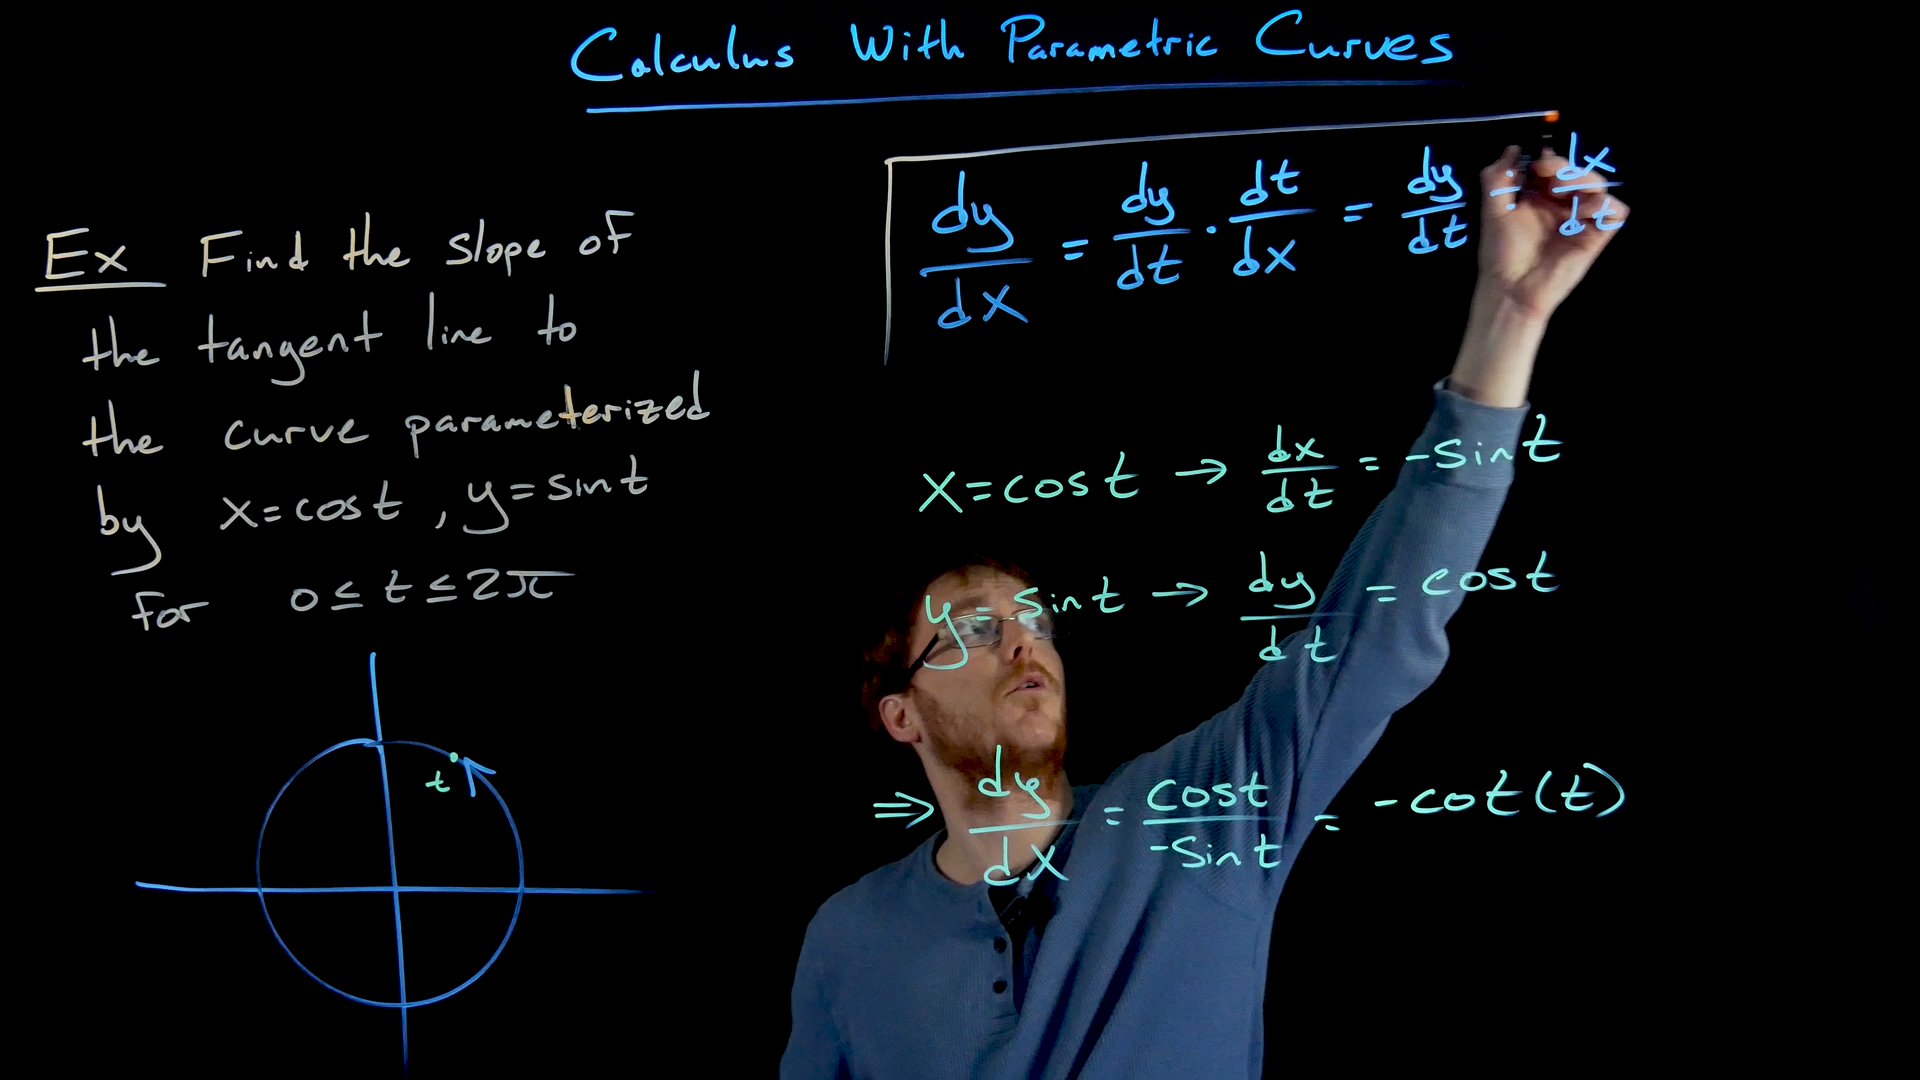 Calculus With Parametric Curves
Ex Find the slope of
the tangent line to
the curve parameterized
by x=cost, y=sint
for 0≤t≤2π
t
dy/dx = dy/dt · dt/dx = dy/dt ÷ dx/dt
x=cost → dx/dt = -sint
y=sint → dy/dt = cost
⇒ dy/dx = cost/-sint = -cot(t)